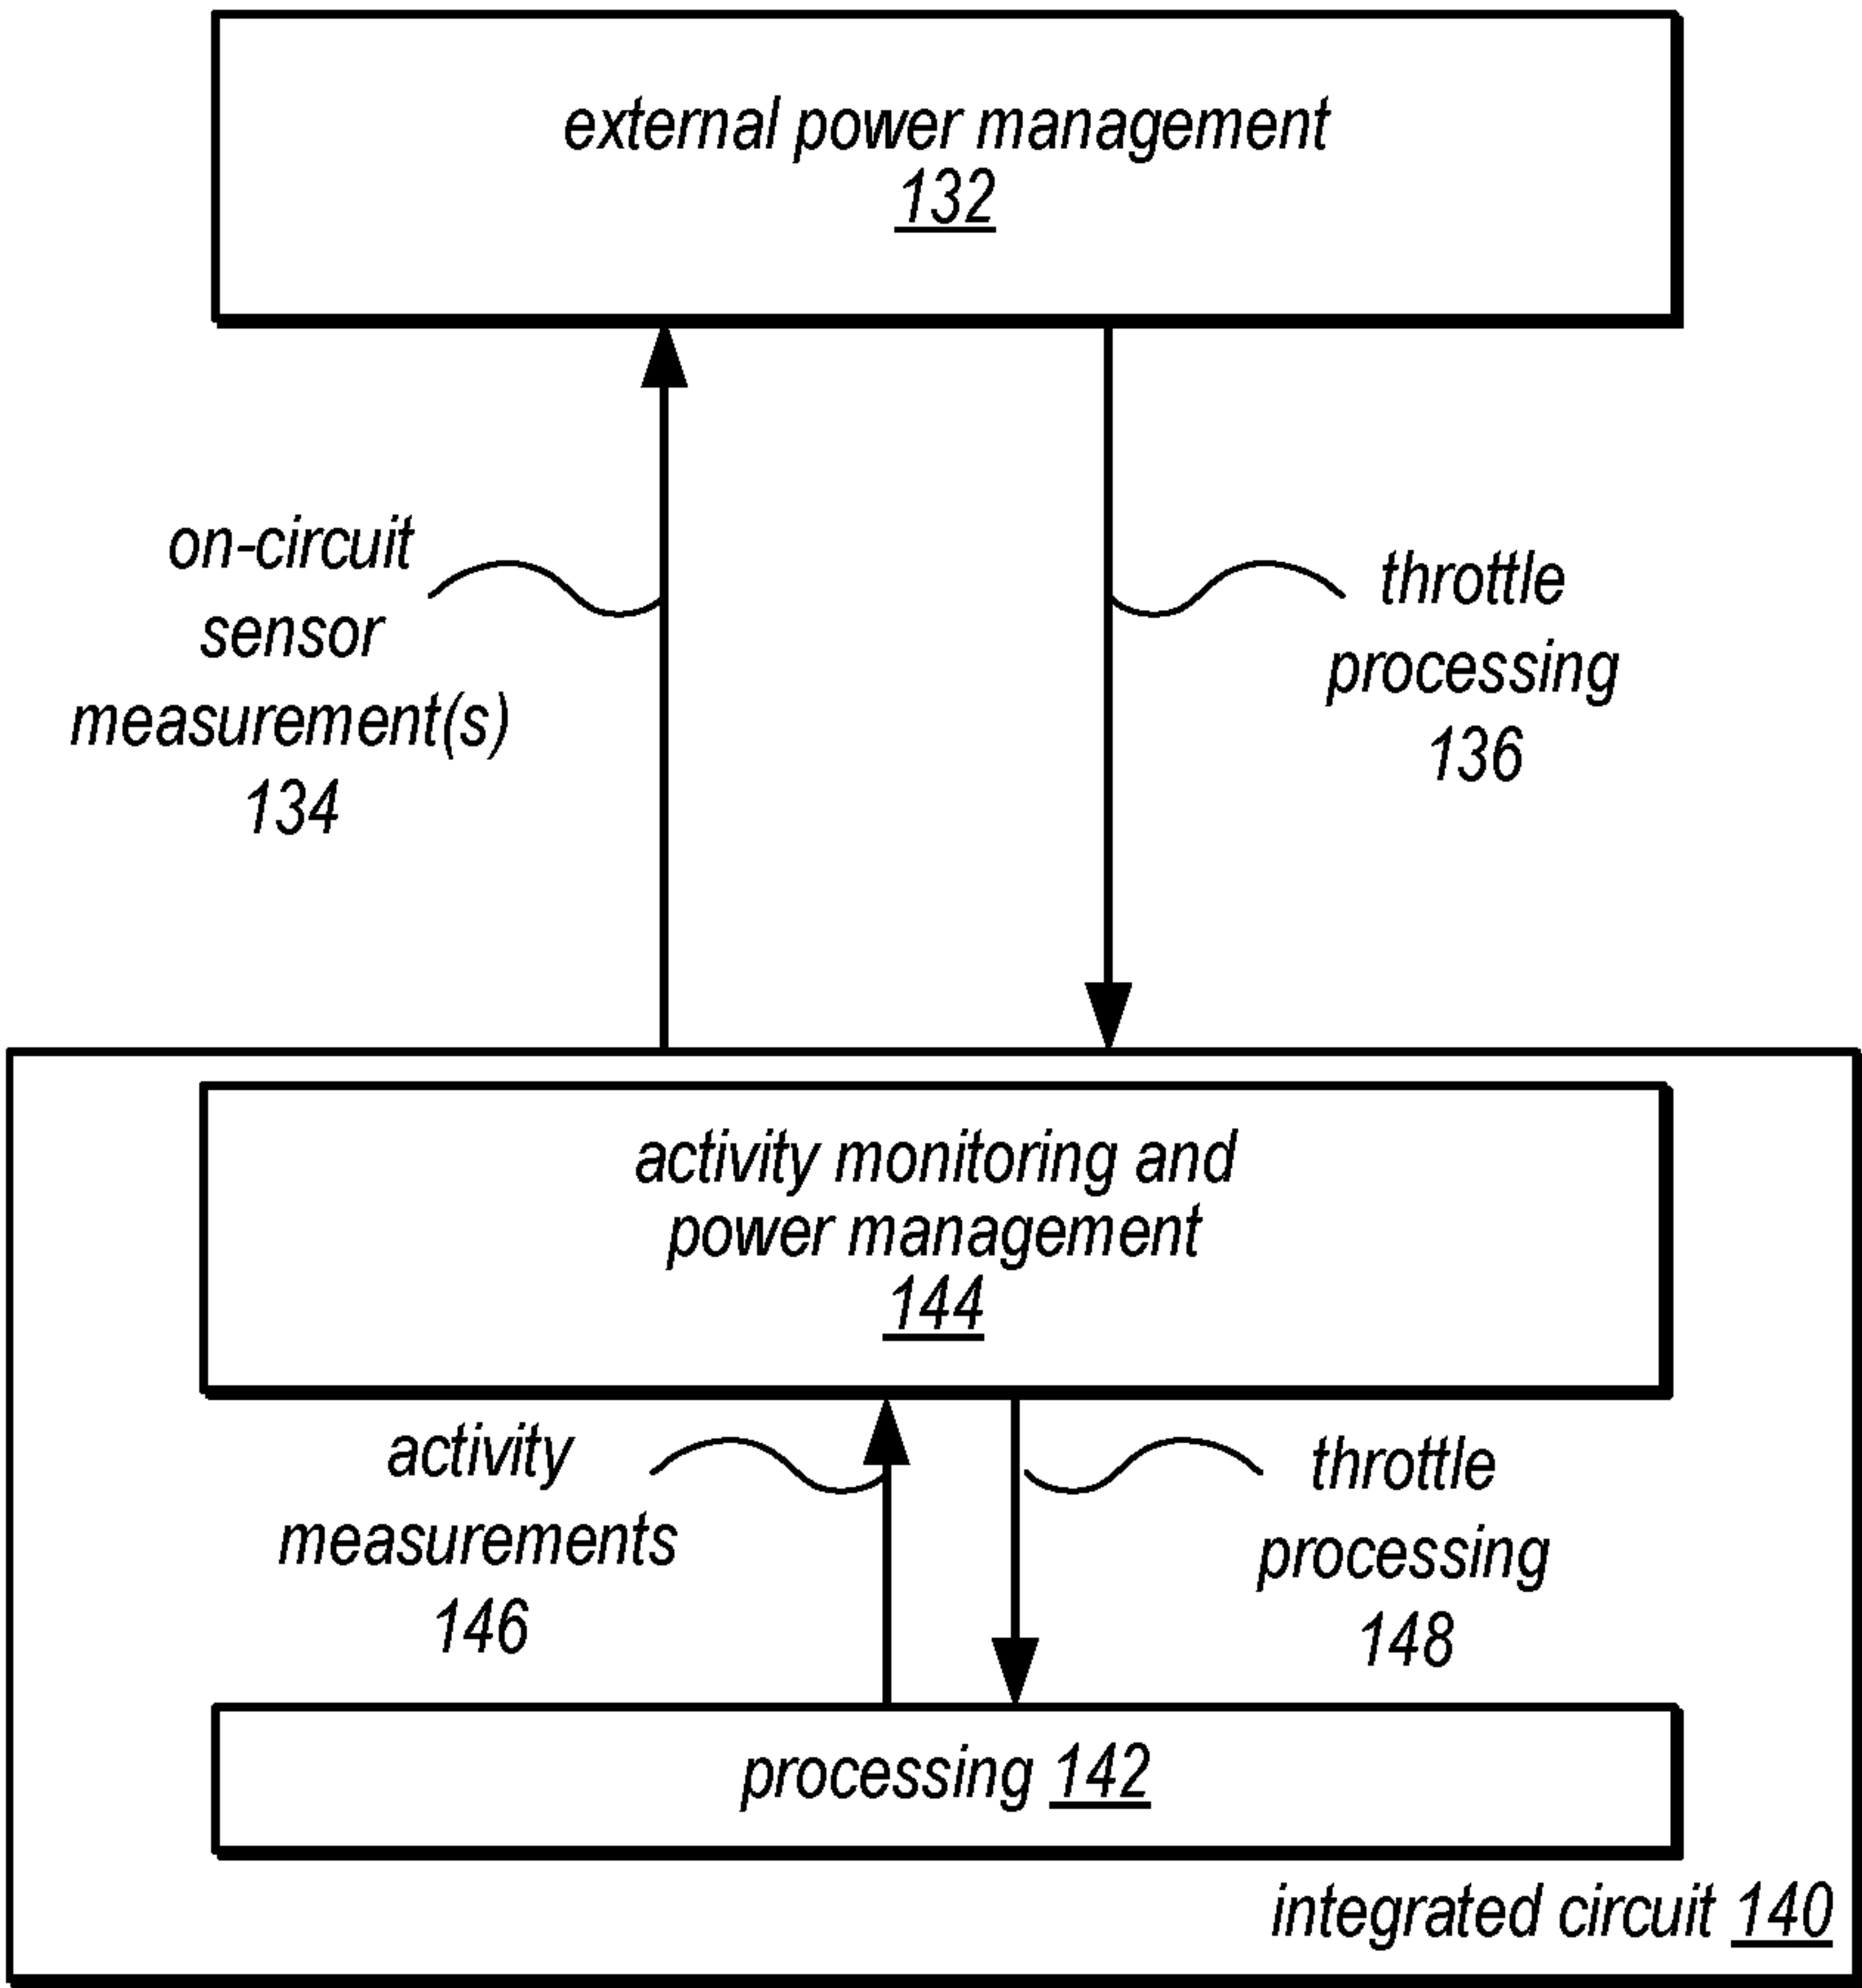 external power management
132
on-circuit
sensor
measurement(s)
134
throttle
processing
136
activity monitoring and
power management
144
activity
measurements
146
throttle
processing
148
processing 142
integrated circuit 140